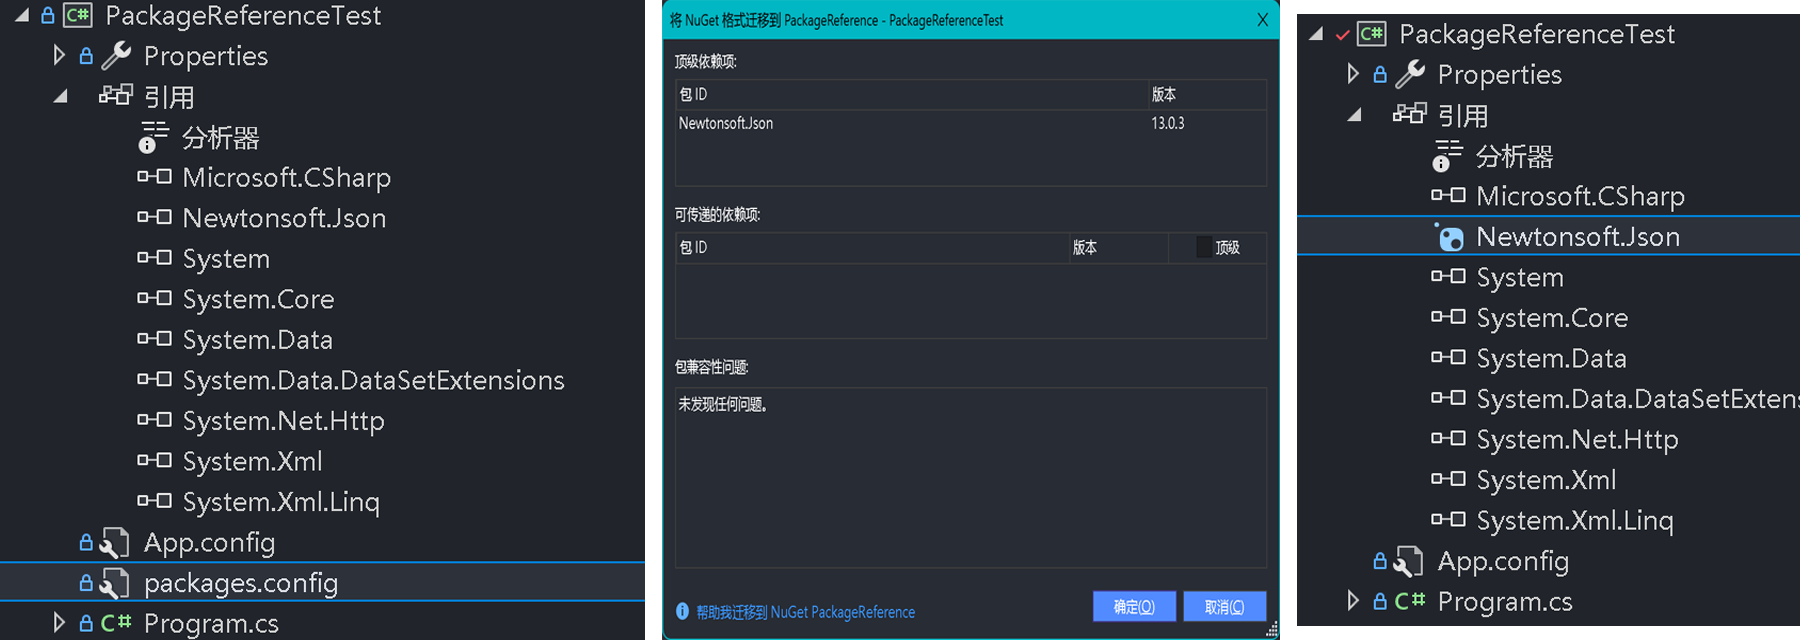 C# PackageReferenceTest
Properties
引用
分析器
Microsoft.CSharp
Newtonsoft.Json
System
System.Core
System.Data
System.Data.DataSetExtensions
System.Net.Http
System.Xml
System.Xml.Linq
App.config
packages.config
C# Program.cs
将 NuGet 格式迁移到 PackageReference - PackageReferenceTest
X
顶级依赖项:
包 ID 版本
Newtonsoft.Json 13.0.3
可传递的依赖项:
包 ID 版本 顶级
包兼容性问题:
未发现任何问题。
帮助我迁移到 NuGet PackageReference
确定(O) 取消(C)
C# PackageReferenceTest
Properties
引用
分析器
Microsoft.CSharp
Newtonsoft.Json
System
System.Core
System.Data
System.Data.DataSetExtens
System.Net.Http
System.Xml
System.Xml.Linq
App.config
C# Program.cs